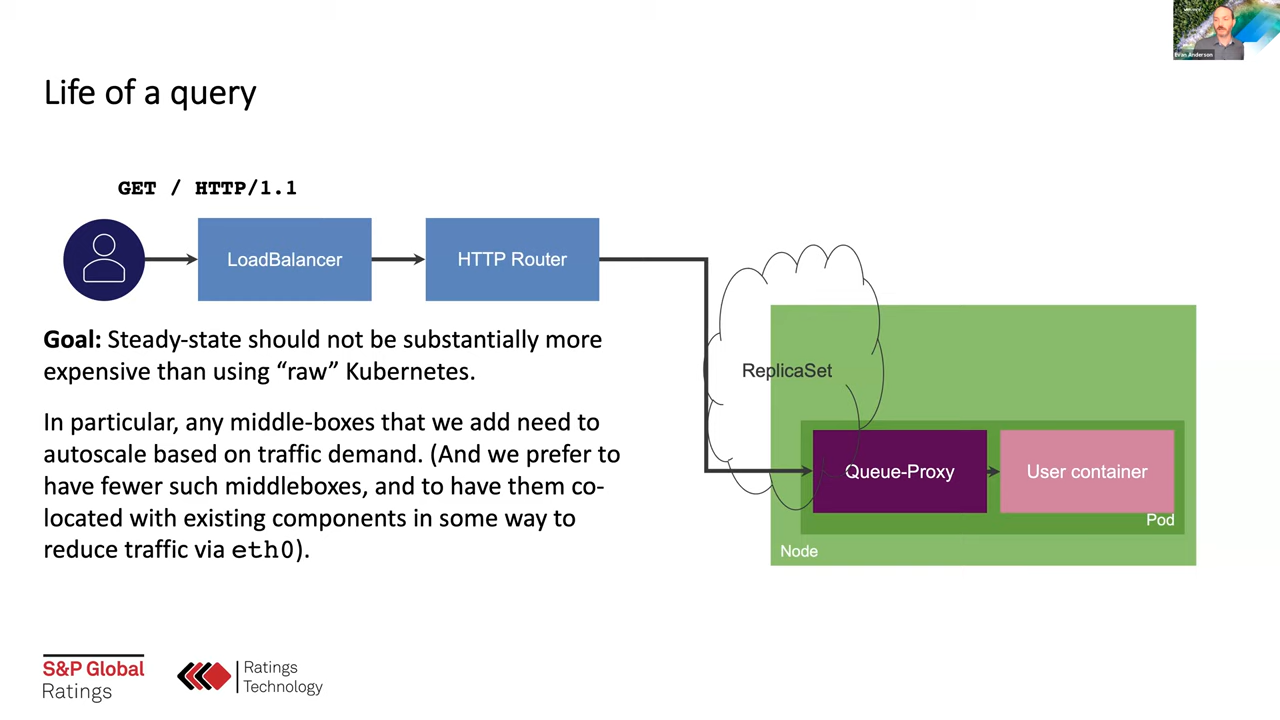 Evan Anderson
Life of a query
GET / HTTP/1.1
LoadBalancer
HTTP Router
Goal: Steady-state should not be substantially more
expensive than using “raw” Kubernetes.
In particular, any middle-boxes that we add need to
autoscale based on traffic demand. (And we prefer to
have fewer such middleboxes, and to have them co-
located with existing components in some way to
reduce traffic via eth0).
ReplicaSet
Queue-Proxy
User container
Pod
Node
S&P Global
Ratings
Ratings
Technology